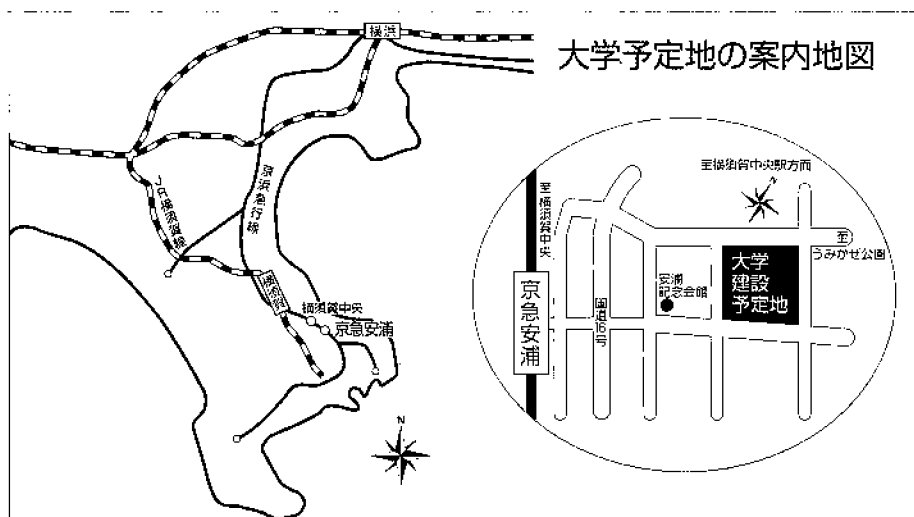 大学予定地の案内地図
横浜
京浜急行線
JR横須賀線
横須賀
横須賀中央
京急安浦
N
至横須賀中央駅方面
N
至横須賀中央
至
うみかぜ公園
大学
建設
予定地
安浦
記念会館
国道16号
京急安浦